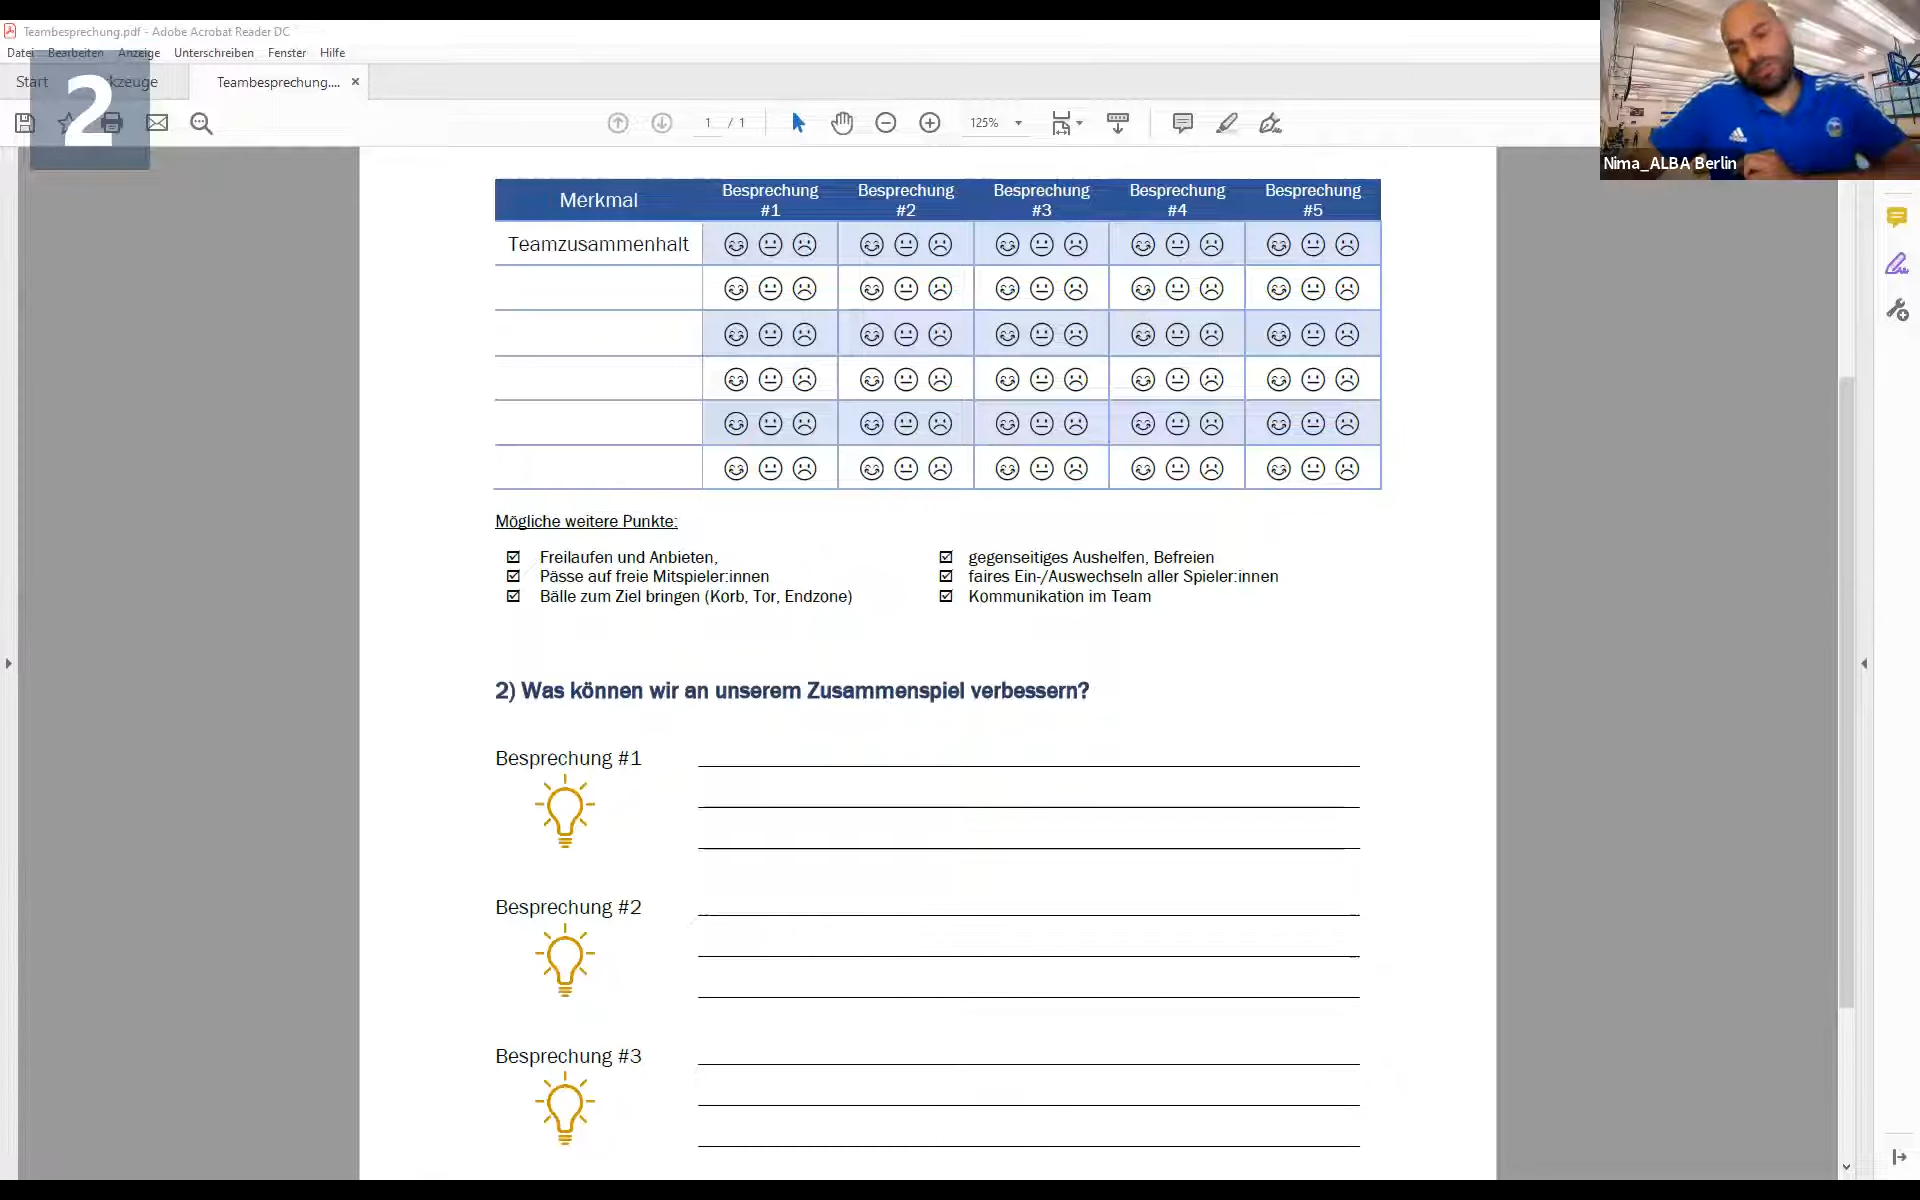 Teambesprechung.pdf - Adobe Acrobat Reader DC
Datei Bearbeiten Anzeige Unterschreiben Fenster Hilfe
Start kzeuge Teambesprechung....
2
1 / 1 125%
Nima_ALBA Berlin
Merkmal Besprechung #1 Besprechung #2 Besprechung #3 Besprechung #4 Besprechung #5
Teamzusammenhalt
Mögliche weitere Punkte:
Freilaufen und Anbieten,
Pässe auf freie Mitspieler:innen
Bälle zum Ziel bringen (Korb, Tor, Endzone)
gegenseitiges Aushelfen, Befreien
faires Ein-/Auswechseln aller Spieler:innen
Kommunikation im Team
2) Was können wir an unserem Zusammenspiel verbessern?
Besprechung #1
Besprechung #2
Besprechung #3